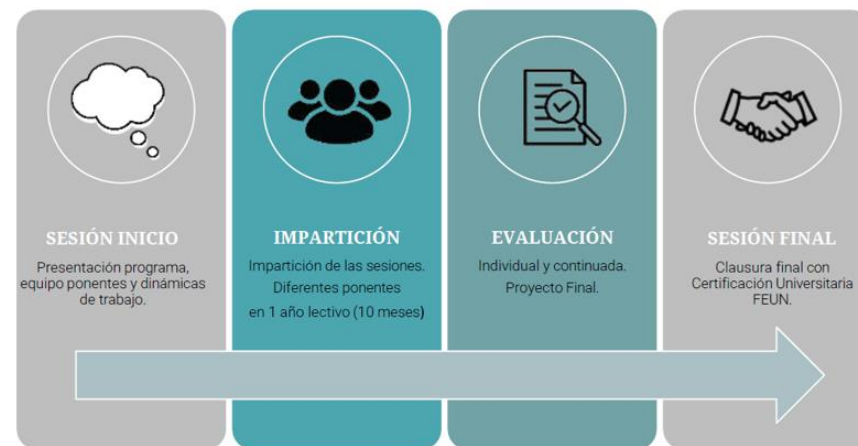 SESIÓN INICIO
Presentación programa,
equipo ponentes y dinámicas
de trabajo.
IMPARTICIÓN
Impartición de las sesiones.
Diferentes ponentes
en 1 año lectivo (10 meses)
EVALUACIÓN
Individual y continuada.
Proyecto Final.
SESIÓN FINAL
Clausura final con
Certificación Universitaria
FEUN.